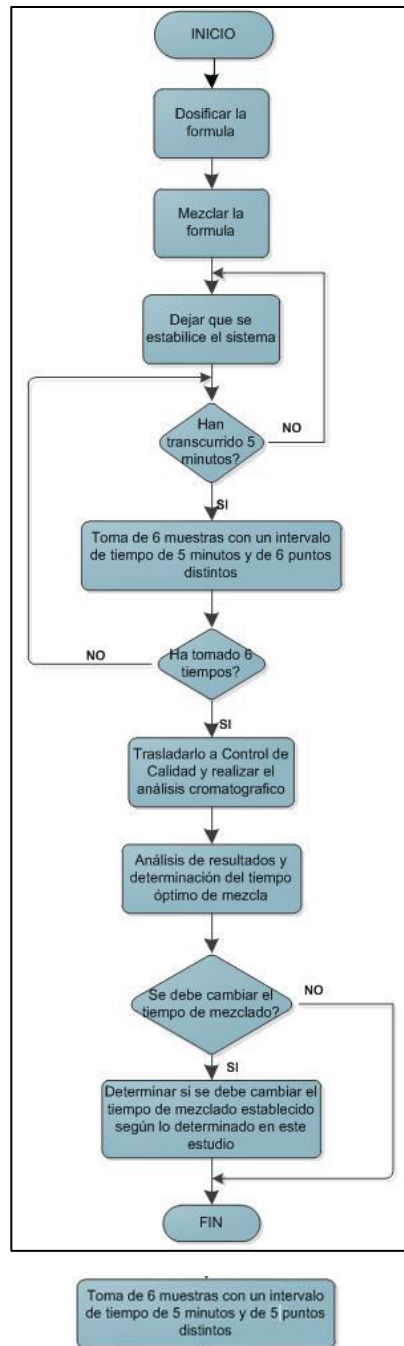 INICIO
Dosificar la
formula
Mezclar la
formula
Dejar que se
estabilice el sistema
Han
transcurrido 5
minutos?
NO
SI
Toma de 6 muestras con un intervalo
de tiempo de 5 minutos y de 6 puntos
distintos
NO
Ha tomado 6
tiempos?
SI
Trasladarlo a Control de
Calidad y realizar el
análisis cromatografico
Análisis de resultados y
determinación del tiempo
óptimo de mezcla
Se debe cambiar el
tiempo de mezclado?
NO
SI
Determinar si se debe cambiar el
tiempo de mezclado establecido
según lo determinado en este
estudio
FIN
Toma de 6 muestras con un intervalo
de tiempo de 5 minutos y de 5 puntos
distintos